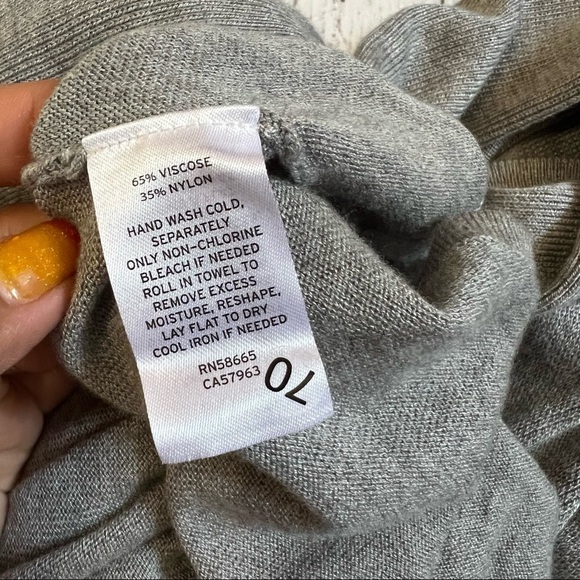 65% VISCOSE
35% NYLON
HAND WASH COLD,
SEPARATELY
ONLY NON-CHLORINE
BLEACH IF NEEDED
ROLL IN TOWEL TO
REMOVE EXCESS
MOISTURE, RESHAPE,
LAY FLAT TO DRY
COOL IRON IF NEEDED
RN58665
CA57963
70